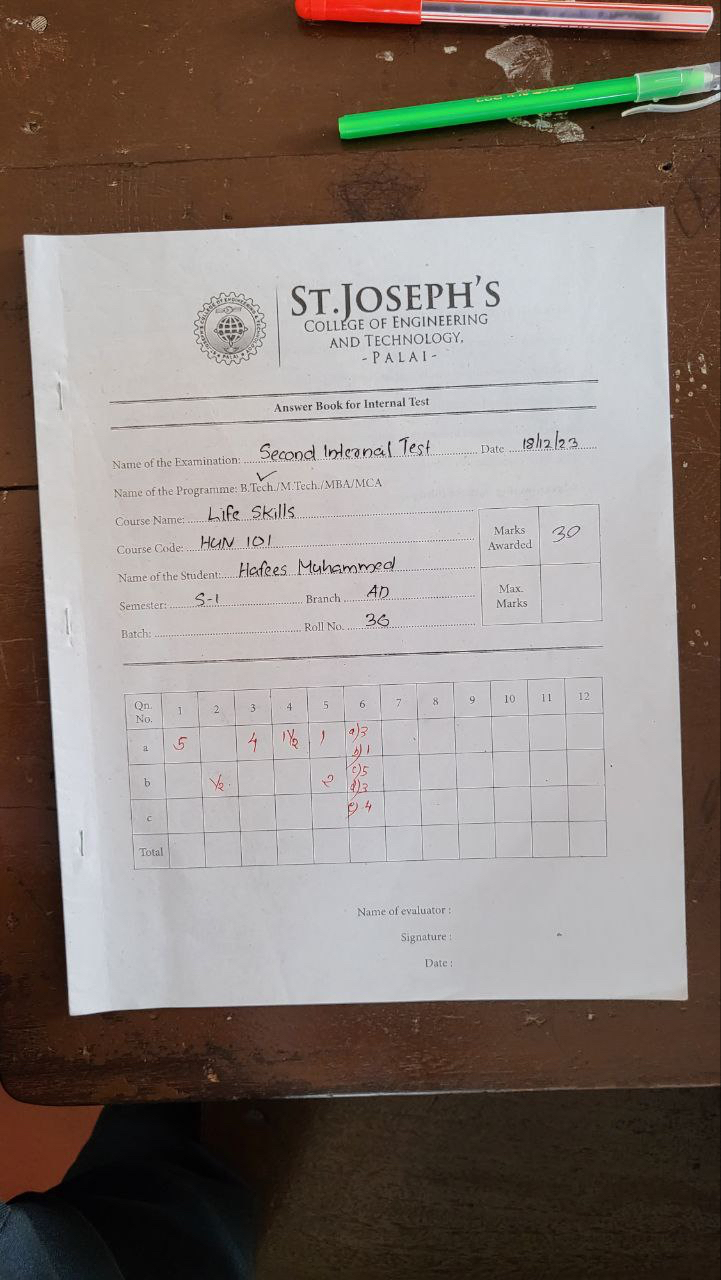 ST.JOSEPH'S
COLLEGE OF ENGINEERING
AND TECHNOLOGY,
- PALAI -
Answer Book for Internal Test
Name of the Examination: Second Internal Test Date 18/12/23
Name of the Programme: B.Tech./M.Tech./MBA/MCA
Course Name: Life Skills
Course Code: HUN 101
Marks Awarded 30
Name of the Student: Hafees Muhammed
Semester: S-1 Branch AD
Max. Marks
Batch: Roll No. 36
Qn. No. 1 2 3 4 5 6 7 8 9 10 11 12
a 5 4 1½ 1 a) 3
b) 1
b ½ 2 c) 5
d) 3
c e) 4
Total
Name of evaluator :
Signature :
Date :